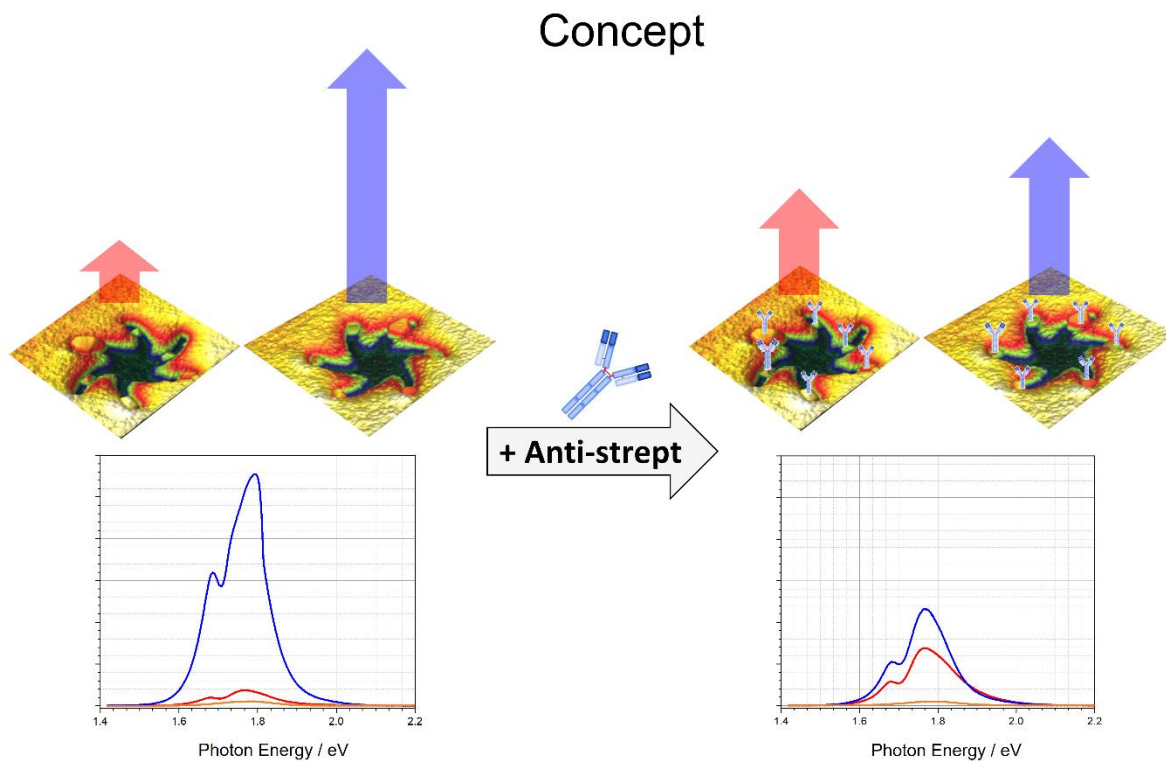 Concept
+ Anti-strept
1.4 1.6 1.8 2.0 2.2
Photon Energy / eV
1.4 1.6 1.8 2.0 2.2
Photon Energy / eV